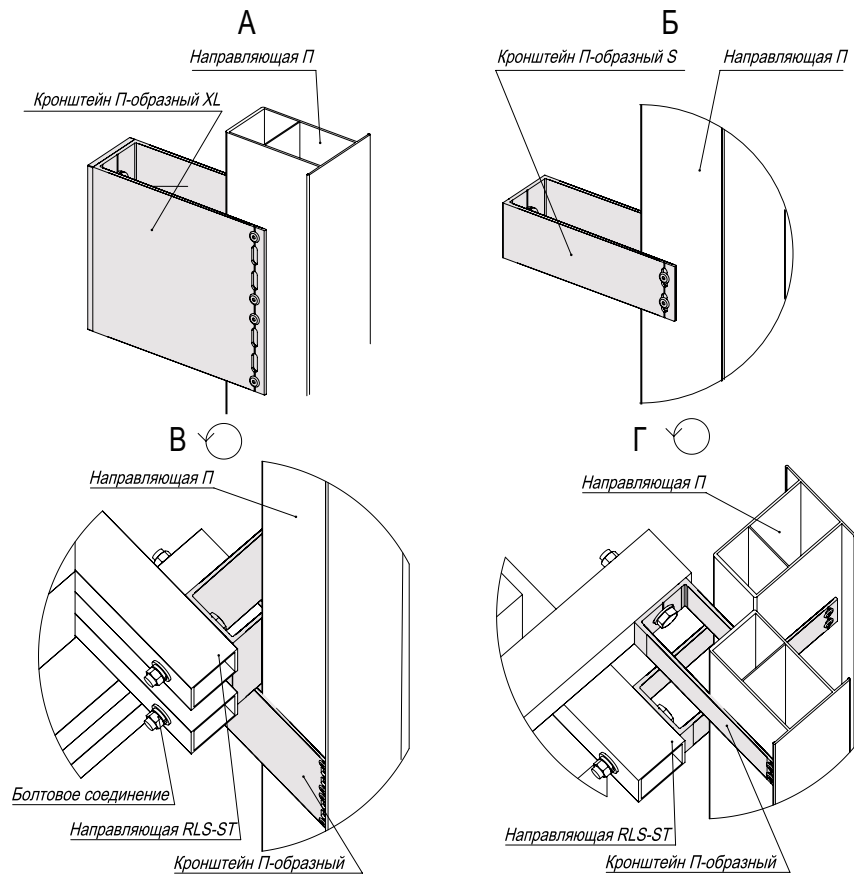 А
Направляющая П
Кронштейн П-образный XL
Б
Кронштейн П-образный S
Направляющая П
В
Направляющая П
Болтовое соединение
Направляющая RLS-ST
Кронштейн П-образный
Г
Направляющая П
Направляющая RLS-ST
Кронштейн П-образный